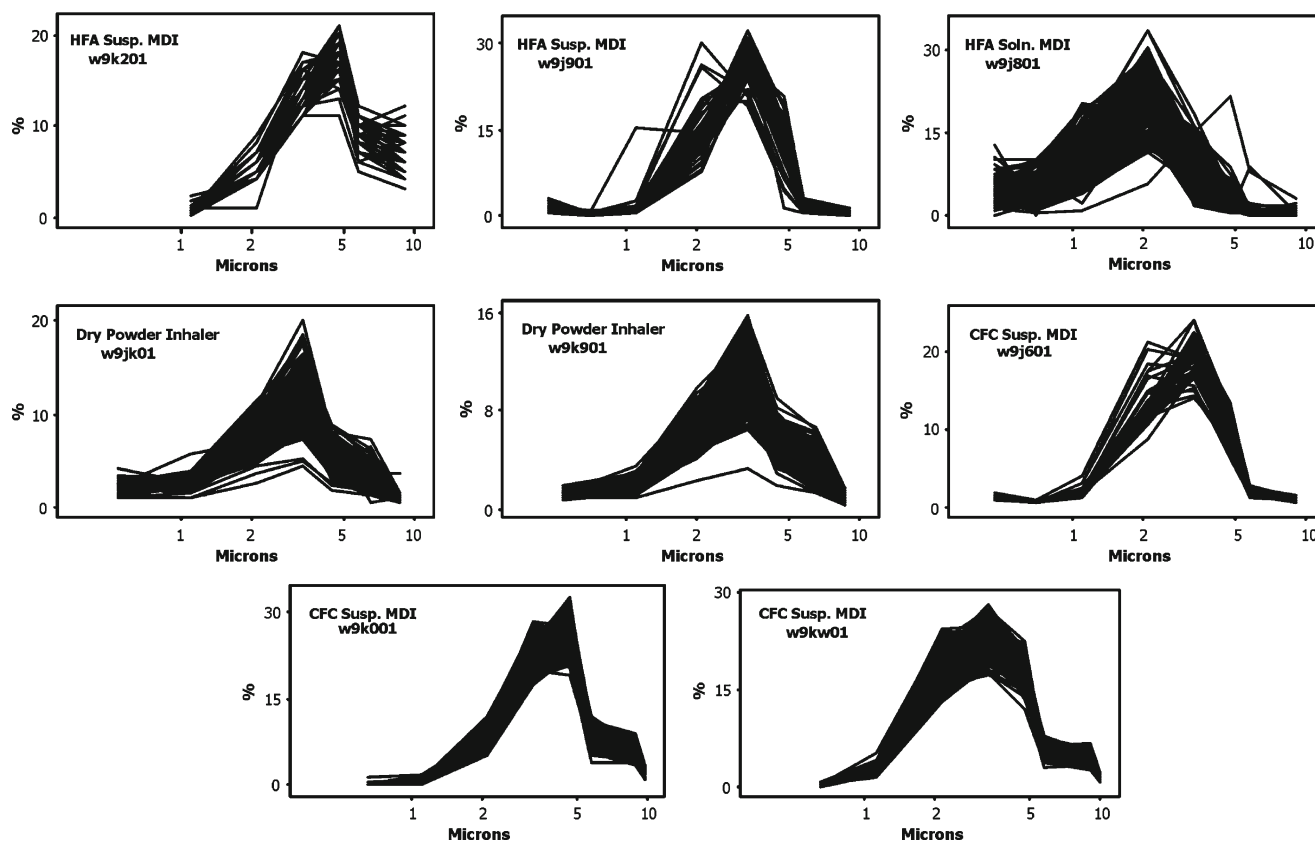 HFA Susp. MDI
w9k201
20
10
0
%
1 2 5 10
Microns
HFA Susp. MDI
w9j901
30
15
0
%
1 2 5 10
Microns
HFA Soln. MDI
w9j801
30
15
0
%
1 2 5 10
Microns
Dry Powder Inhaler
w9jk01
20
10
0
%
1 2 5 10
Microns
Dry Powder Inhaler
w9k901
16
8
0
%
1 2 5 10
Microns
CFC Susp. MDI
w9j601
20
10
0
%
1 2 5 10
Microns
CFC Susp. MDI
w9k001
30
15
0
%
1 2 5 10
Microns
CFC Susp. MDI
w9kw01
30
15
0
%
1 2 5 10
Microns